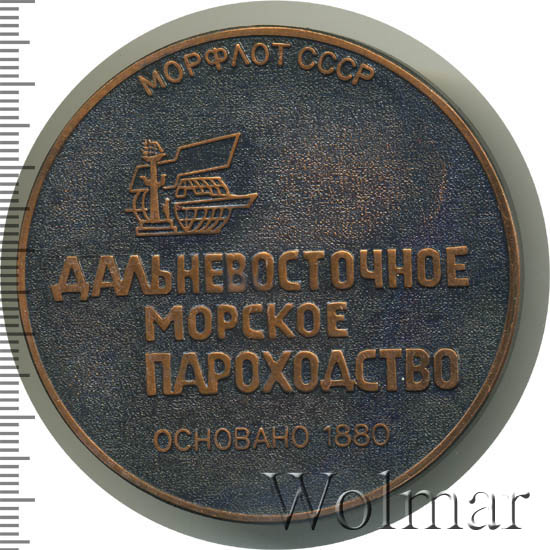 МОРФЛОТ СССР
ДАЛЬНЕВОСТОЧНОЕ
МОРСКОЕ
ПАРОХОДСТВО
ОСНОВАНО 1880
Wolmar